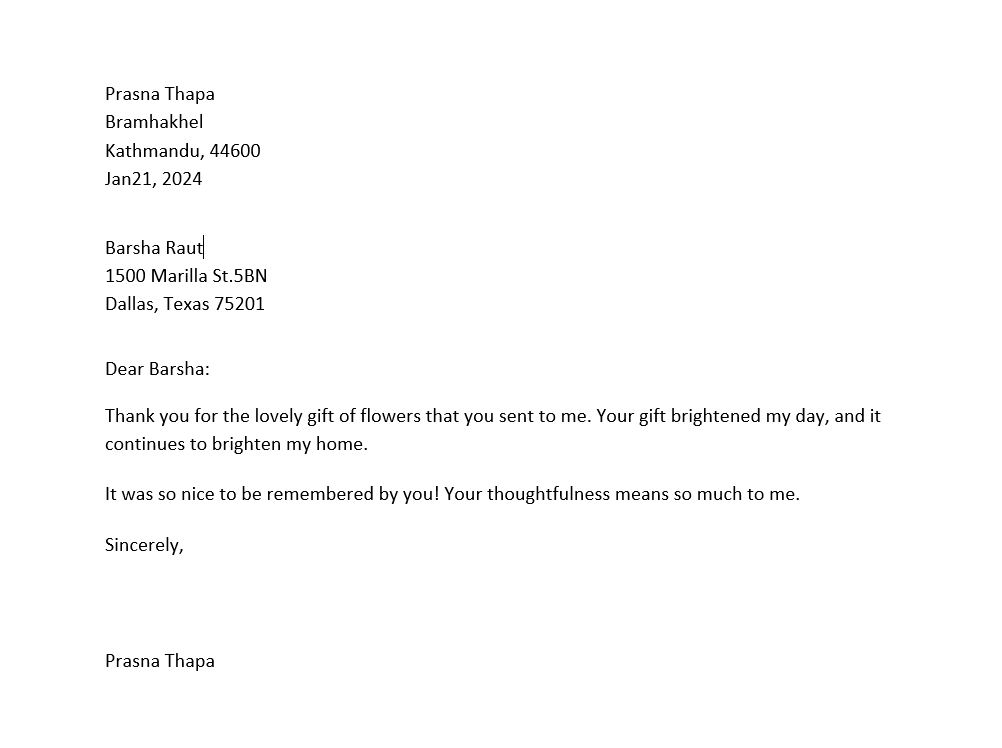 Prasna Thapa
Bramhakhel
Kathmandu, 44600
Jan21, 2024
Barsha Raut
1500 Marilla St.5BN
Dallas, Texas 75201
Dear Barsha:
Thank you for the lovely gift of flowers that you sent to me. Your gift brightened my day, and it
continues to brighten my home.
It was so nice to be remembered by you! Your thoughtfulness means so much to me.
Sincerely,
Prasna Thapa